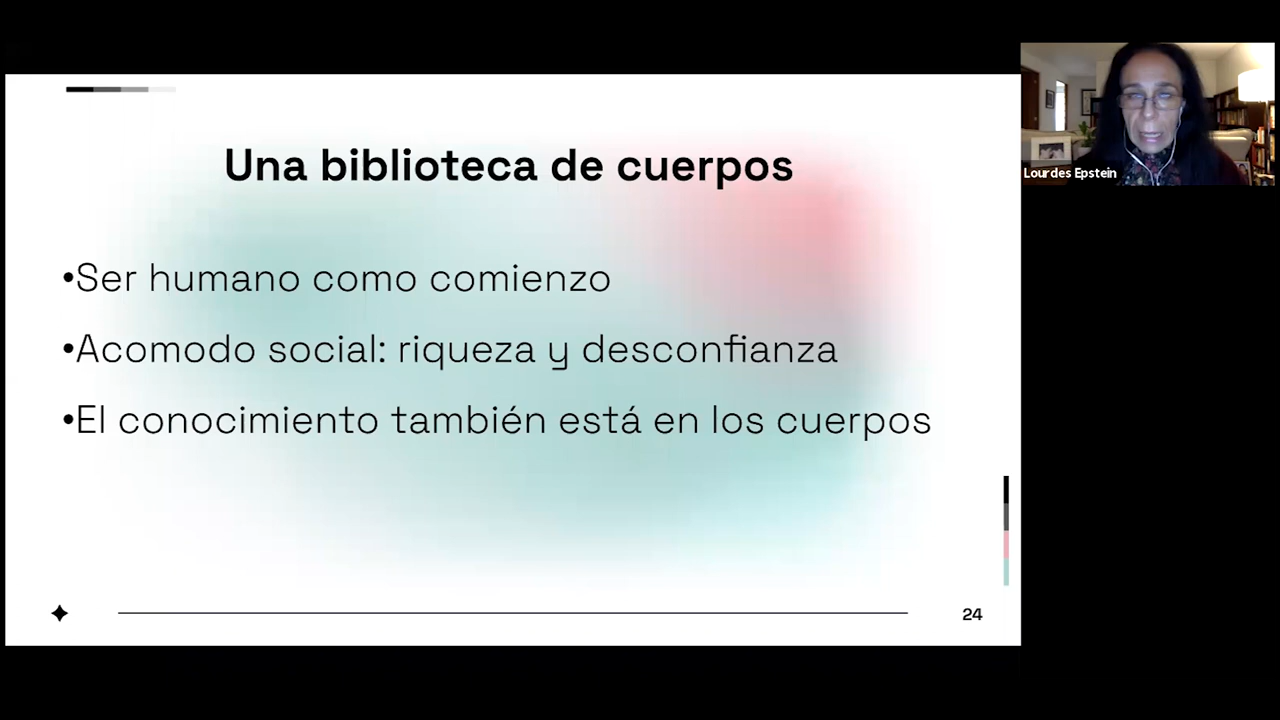 Una biblioteca de cuerpos
•Ser humano como comienzo
•Acomodo social: riqueza y desconfianza
•El conocimiento también está en los cuerpos
24
Lourdes Epstein